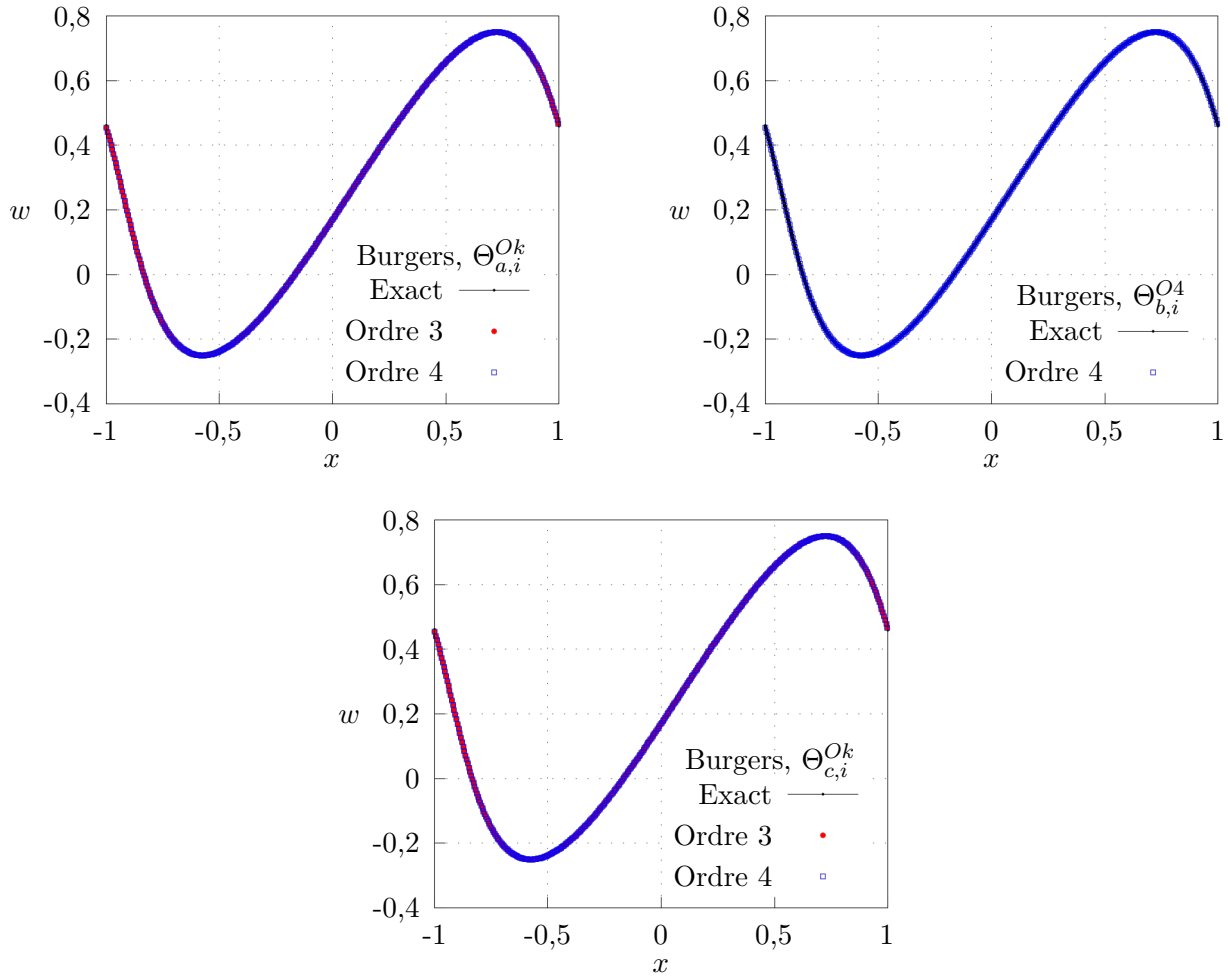 0,8
0,6
0,4
0,2
0
-0,2
-0,4
w
-1
-0,5
0
0,5
1
x
Burgers, Θ_{a,i}^{Ok}
Exact
Ordre 3
Ordre 4
0,8
0,6
0,4
0,2
0
-0,2
-0,4
w
-1
-0,5
0
0,5
1
x
Burgers, Θ_{b,i}^{O4}
Exact
Ordre 4
0,8
0,6
0,4
0,2
0
-0,2
-0,4
w
-1
-0,5
0
0,5
1
x
Burgers, Θ_{c,i}^{Ok}
Exact
Ordre 3
Ordre 4